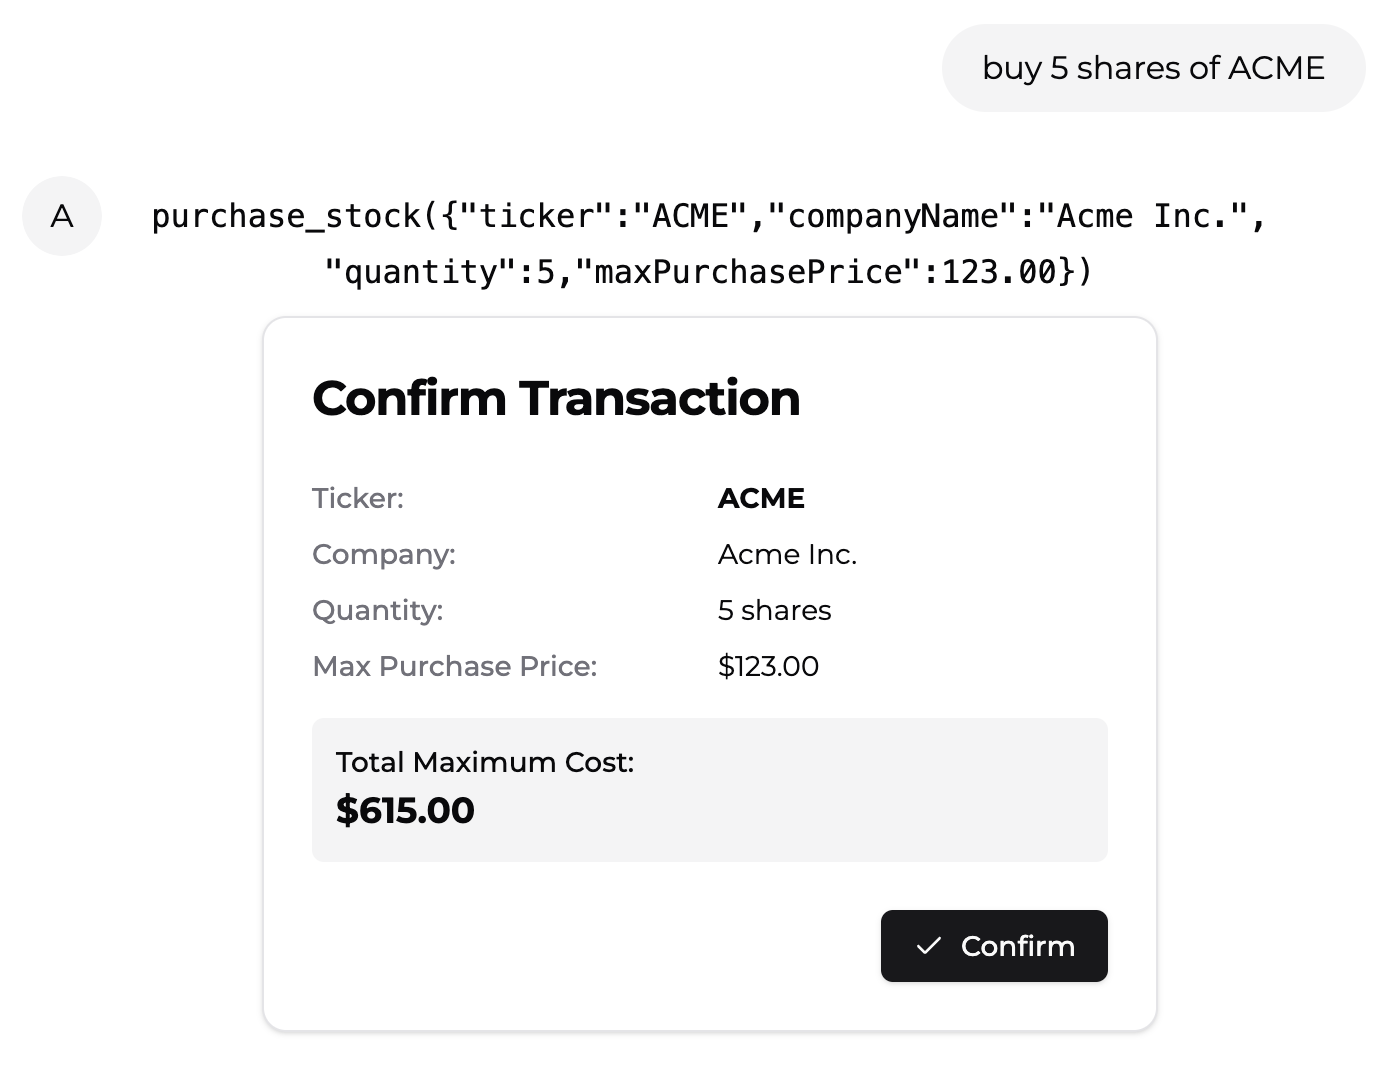 buy 5 shares of ACME
A
purchase_stock({"ticker":"ACME","companyName":"Acme Inc.",
"quantity":5,"maxPurchasePrice":123.00})
Confirm Transaction
Ticker: ACME
Company: Acme Inc.
Quantity: 5 shares
Max Purchase Price: $123.00
Total Maximum Cost:
$615.00
Confirm